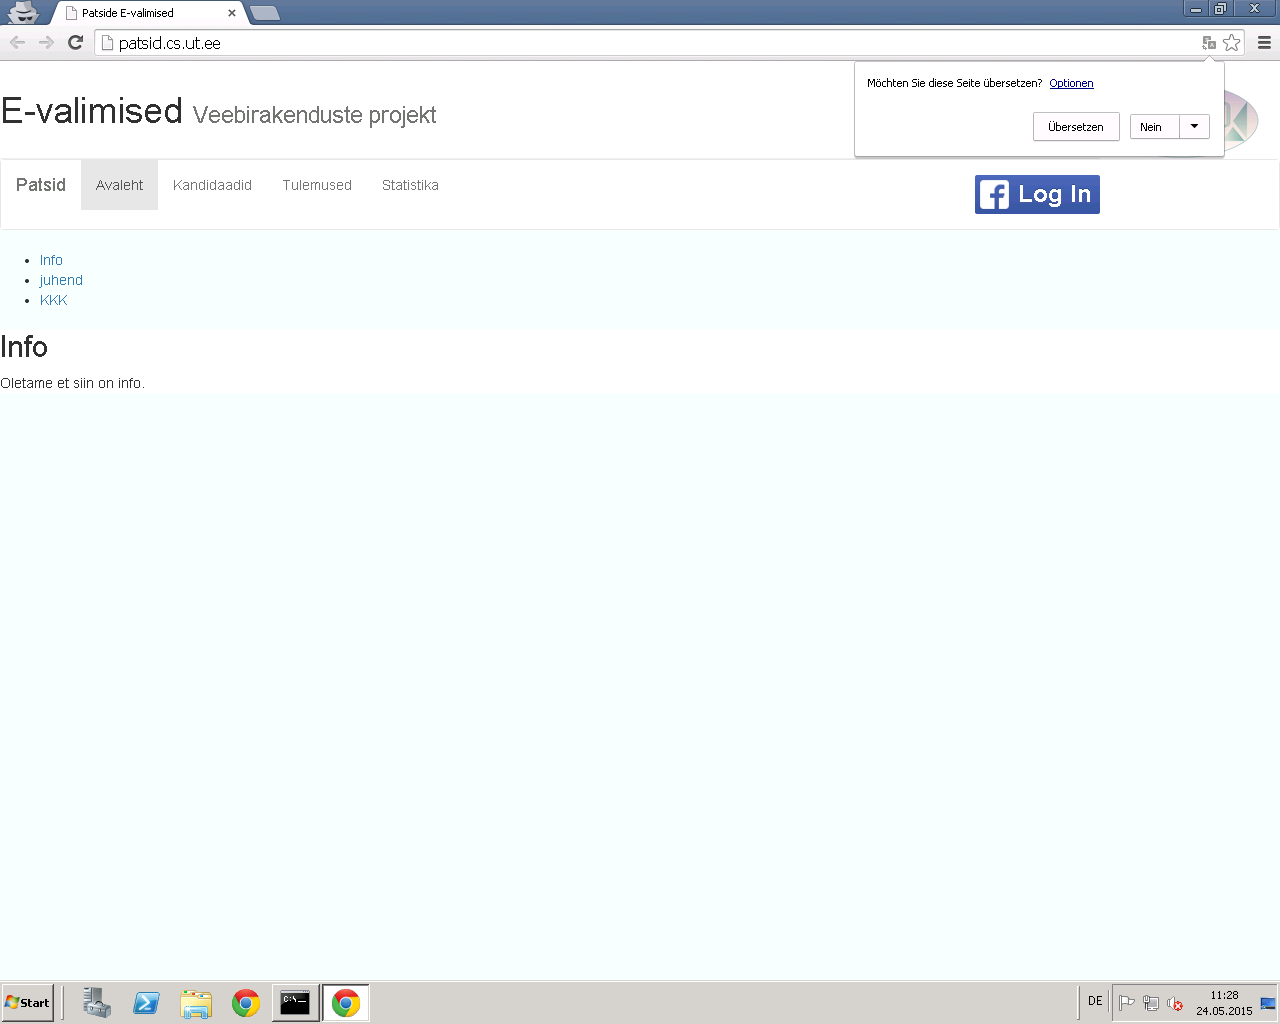 Patside E-valimised
patsid.cs.ut.ee
Möchten Sie diese Seite übersetzen? Optionen
Übersetzen Nein
E-valimised Veebirakenduste projekt
Patsid Avaleht Kandidaadid Tulemused Statistika Log In
Info
juhend
KKK
Info
Oletame et siin on info.
Start DE 11:28
24.05.2015